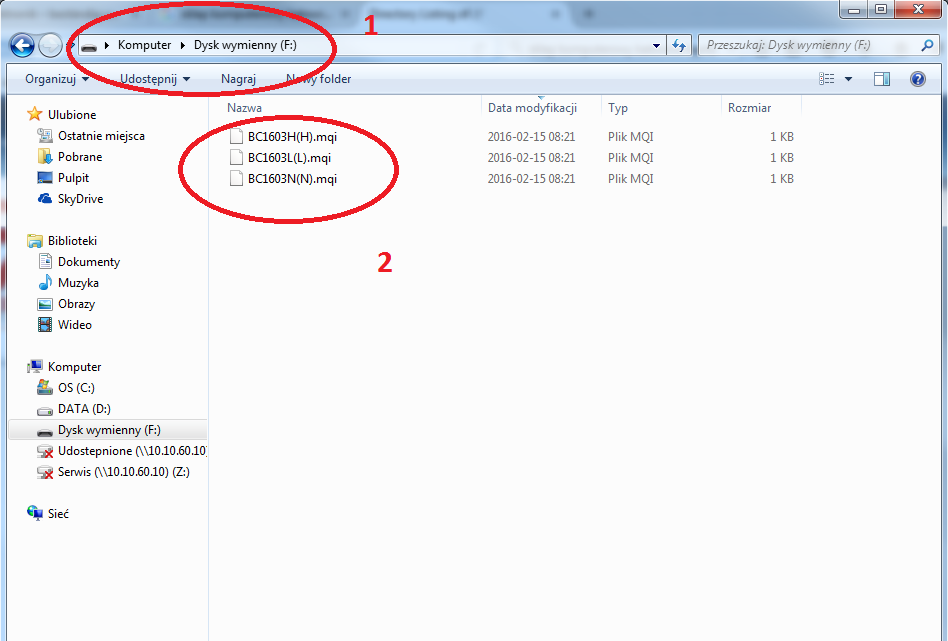 1
Komputer Dysk wymienny (F:)
Przeszukaj: Dysk wymienny (F:)
Organizuj Udostępnij Nagraj Nowy folder
Nazwa Data modyfikacji Typ Rozmiar
BC1603H(H).mqi 2016-02-15 08:21 Plik MQI 1 KB
BC1603L(L).mqi 2016-02-15 08:21 Plik MQI 1 KB
BC1603N(N).mqi 2016-02-15 08:21 Plik MQI 1 KB
2
Ulubione
Ostatnie miejsca
Pobrane
Pulpit
SkyDrive
Biblioteki
Dokumenty
Muzyka
Obrazy
Wideo
Komputer
OS (C:)
DATA (D:)
Dysk wymienny (F:)
Udostepnione (\\10.10.60.10)
Serwis (\\10.10.60.10) (Z:)
Sieć